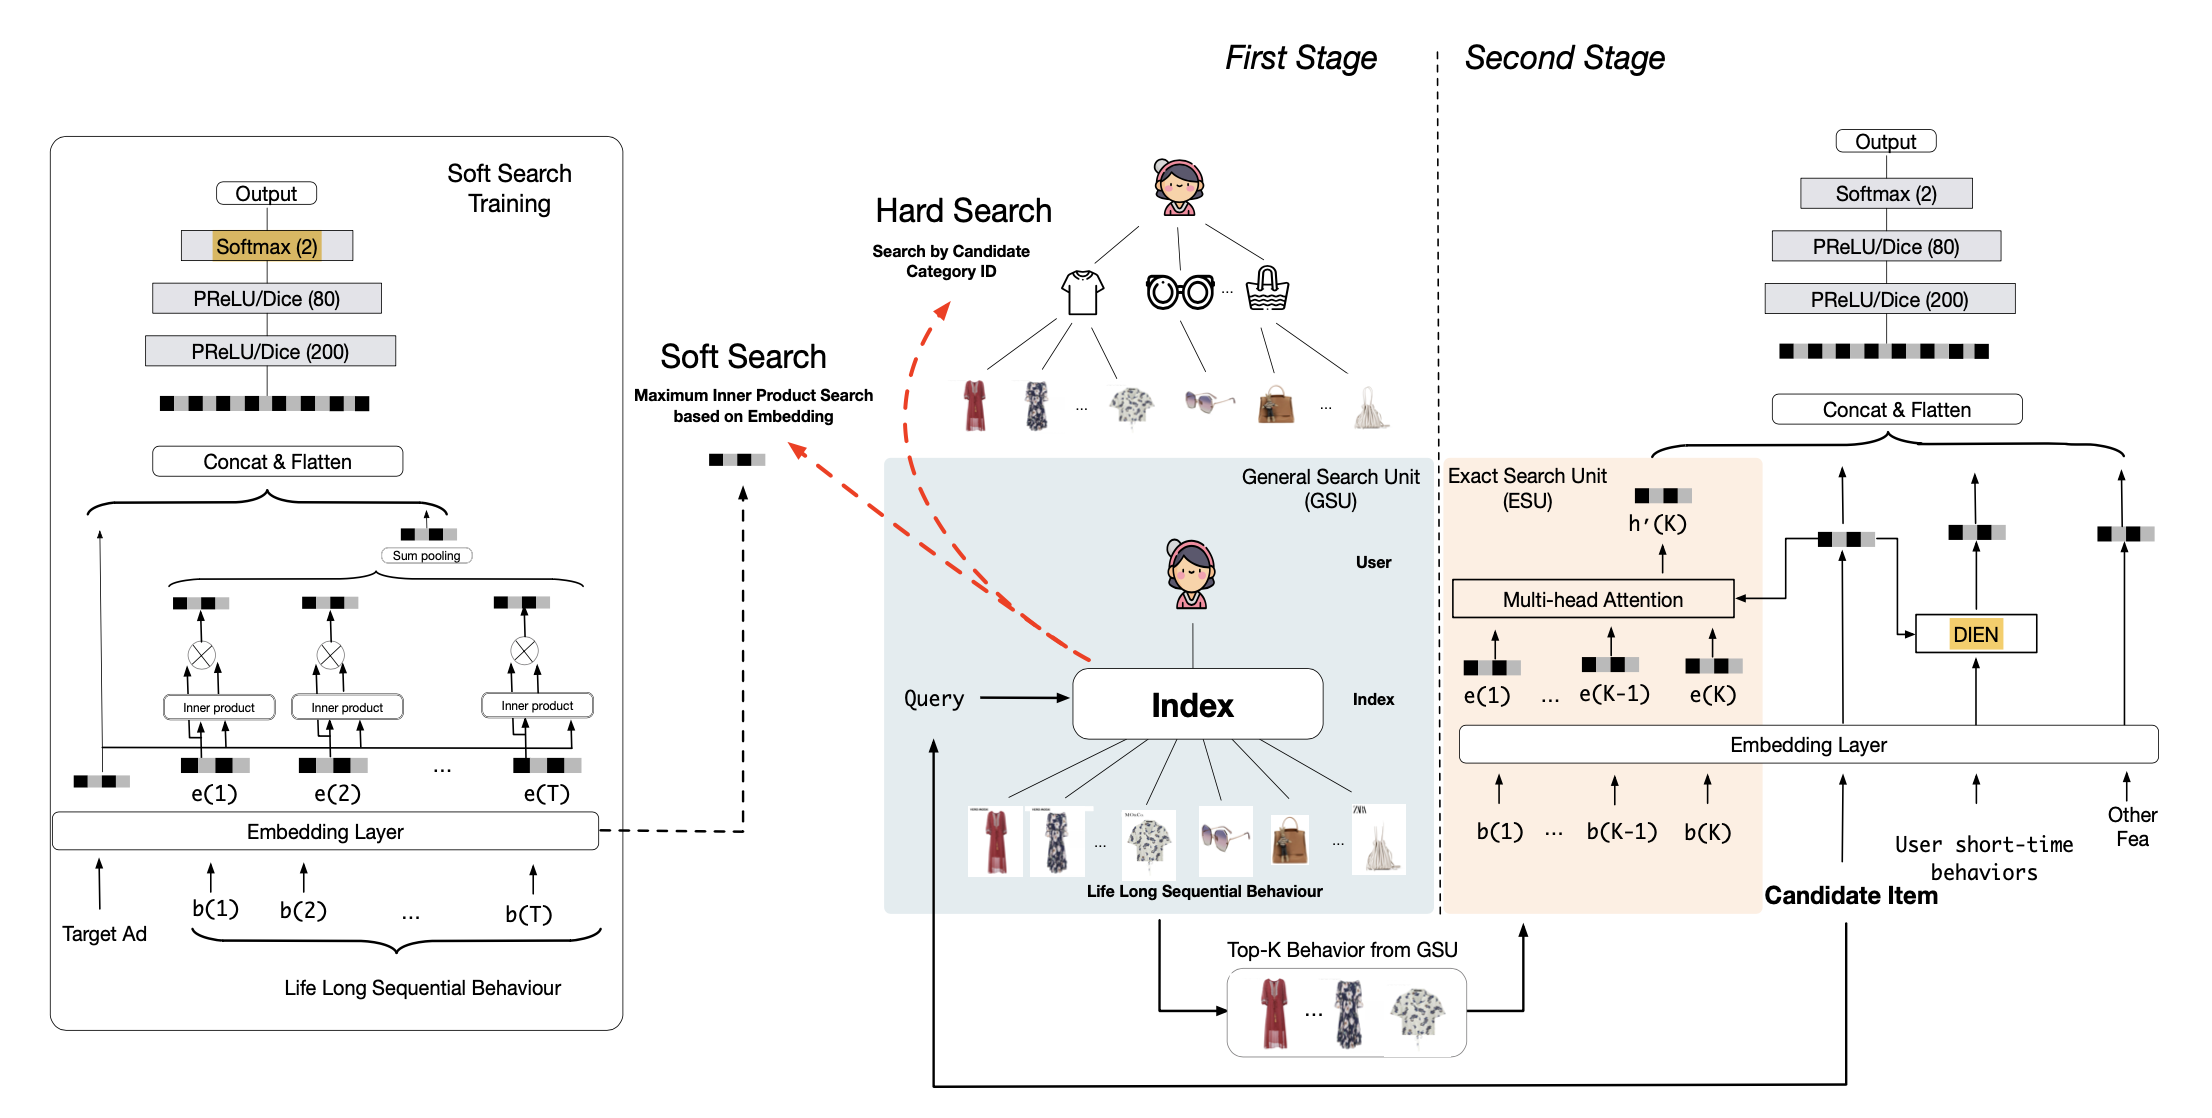 First Stage
Second Stage
Soft Search
Training
Output
Softmax (2)
PReLU/Dice (80)
PReLU/Dice (200)
Concat & Flatten
Sum pooling
Inner product
Inner product
Inner product
e(1)
e(2)
...
e(T)
Embedding Layer
b(1)
b(2)
...
b(T)
Target Ad
Life Long Sequential Behaviour
Soft Search
Maximum Inner Product Search
based on Embedding
Hard Search
Search by Candidate
Category ID
...
...
...
General Search Unit
(GSU)
User
Query
Index
Index
...
...
ZARA
Life Long Sequential Behaviour
Top-K Behavior from GSU
...
Output
Softmax (2)
PReLU/Dice (80)
PReLU/Dice (200)
Concat & Flatten
Exact Search Unit
(ESU)
h′(K)
Multi-head Attention
DIEN
e(1)
...
e(K-1)
e(K)
Embedding Layer
b(1)
...
b(K-1)
b(K)
Candidate Item
User short-time
behaviors
Other
Fea